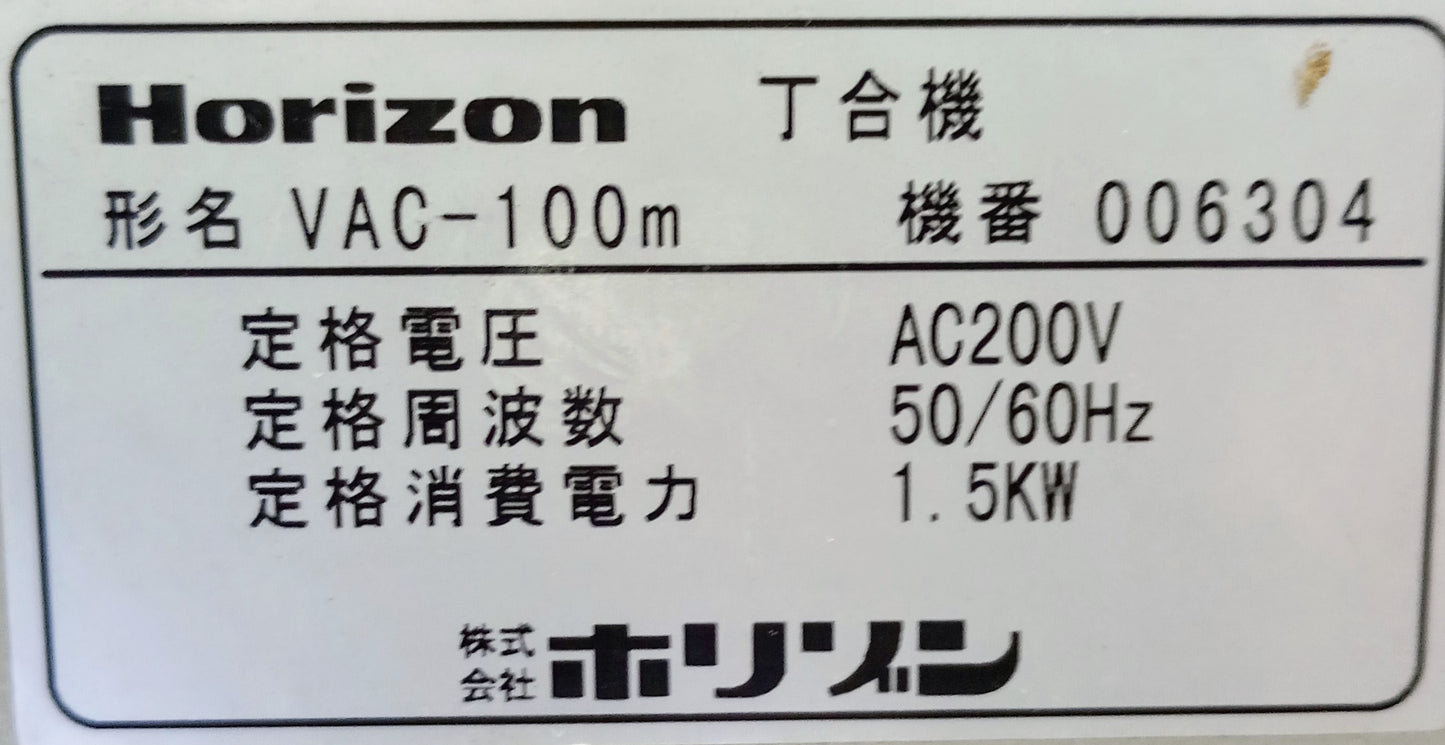 Horizon 丁合機
形名 VAC-100m 機番 006304
定格電圧 AC200V
定格周波数 50/60Hz
定格消費電力 1.5KW
株式会社 ホリゾン